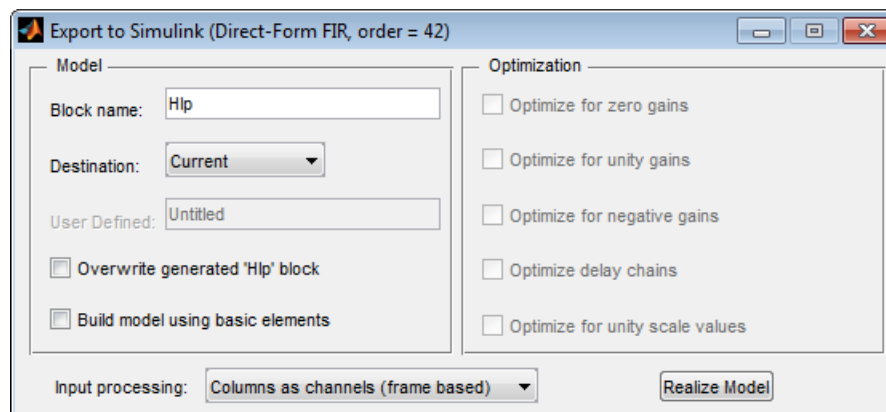 Export to Simulink (Direct-Form FIR, order = 42)
Model
Block name: Hlp
Destination: Current
User Defined: Untitled
Overwrite generated 'Hlp' block
Build model using basic elements
Optimization
Optimize for zero gains
Optimize for unity gains
Optimize for negative gains
Optimize delay chains
Optimize for unity scale values
Input processing: Columns as channels (frame based)
Realize Model